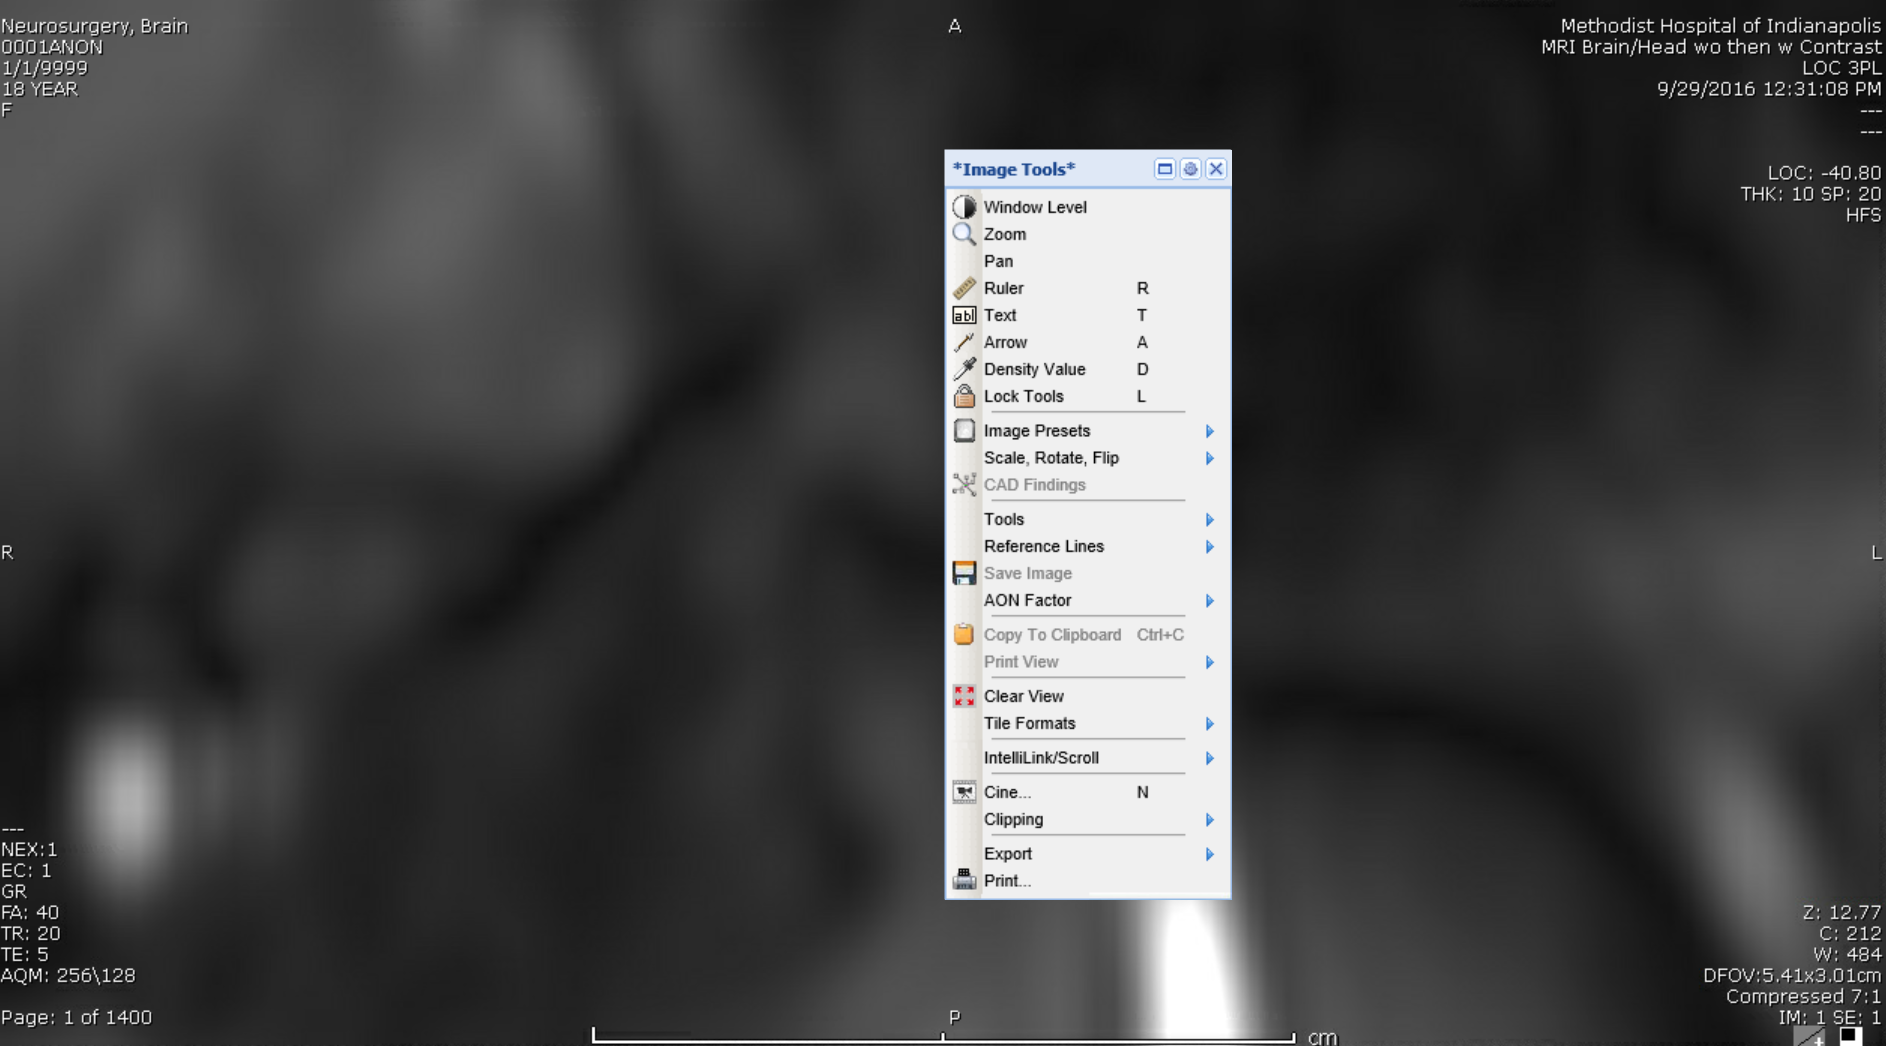 Neurosurgery, Brain
0001ANON
1/1/9999
18 YEAR
F
A
Methodist Hospital of Indianapolis
MRI Brain/Head wo then w Contrast
LOC 3PL
9/29/2016 12:31:08 PM
---
---
LOC: -40.80
THK: 10 SP: 20
HFS
*Image Tools*
Window Level
Zoom
Pan
Ruler R
abl Text T
Arrow A
Density Value D
Lock Tools L
Image Presets
Scale, Rotate, Flip
CAD Findings
Tools
Reference Lines
Save Image
AON Factor
Copy To Clipboard Ctrl+C
Print View
Clear View
Tile Formats
IntelliLink/Scroll
Cine... N
Clipping
Export
Print...
R
L
---
NEX:1
EC: 1
GR
FA: 40
TR: 20
TE: 5
AQM: 256\128
Page: 1 of 1400
P
cm
Z: 12.77
C: 212
W: 484
DFOV:5.41x3.01cm
Compressed 7:1
IM: 1 SE: 1